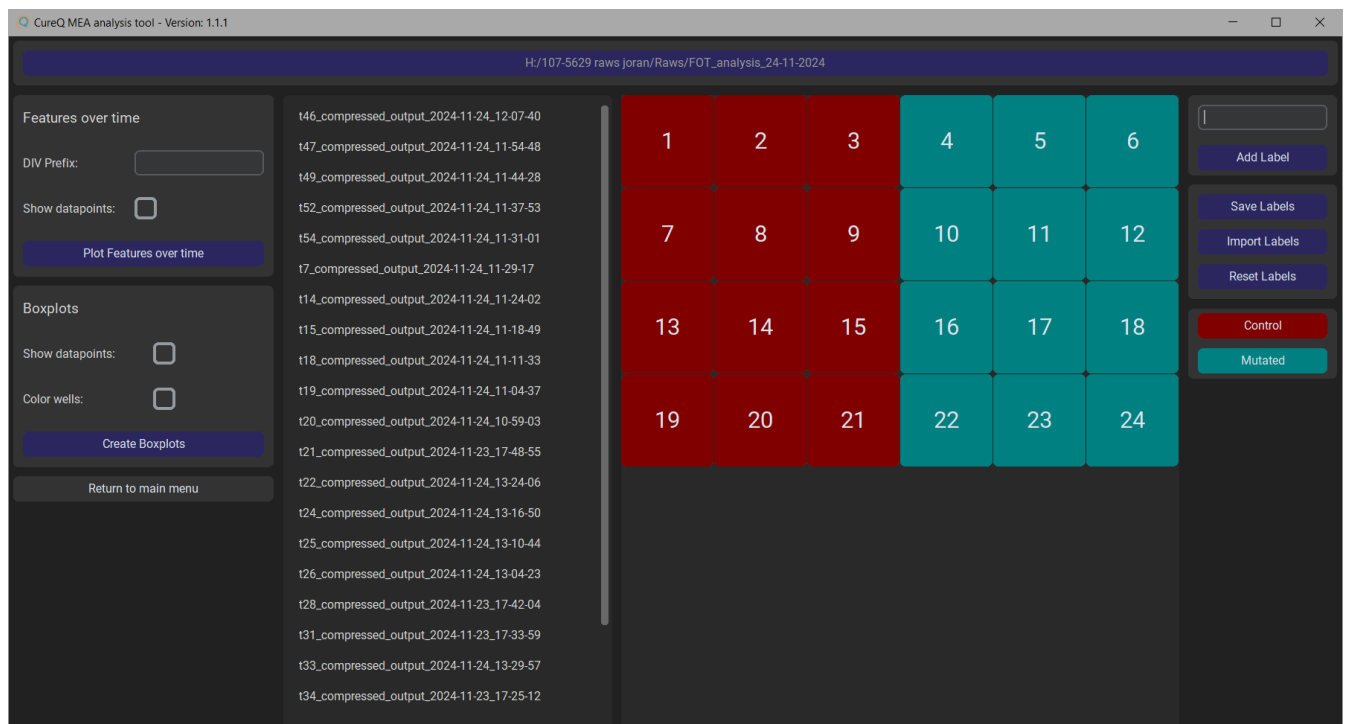 CureQ MEA analysis tool - Version: 1.1.1
H:/107-5629 raws joran/Raws/FOT_analysis_24-11-2024
Features over time
DIV Prefix:
Show datapoints:
Plot Features over time
Boxplots
Show datapoints:
Color wells:
Create Boxplots
Return to main menu
t46_compressed_output_2024-11-24_12-07-40
t47_compressed_output_2024-11-24_11-54-48
t49_compressed_output_2024-11-24_11-44-28
t52_compressed_output_2024-11-24_11-37-53
t54_compressed_output_2024-11-24_11-31-01
t7_compressed_output_2024-11-24_11-29-17
t14_compressed_output_2024-11-24_11-24-02
t15_compressed_output_2024-11-24_11-18-49
t18_compressed_output_2024-11-24_11-11-33
t19_compressed_output_2024-11-24_11-04-37
t20_compressed_output_2024-11-24_10-59-03
t21_compressed_output_2024-11-23_17-48-55
t22_compressed_output_2024-11-24_13-24-06
t24_compressed_output_2024-11-24_13-16-50
t25_compressed_output_2024-11-24_13-10-44
t26_compressed_output_2024-11-24_13-04-23
t28_compressed_output_2024-11-23_17-42-04
t31_compressed_output_2024-11-23_17-33-59
t33_compressed_output_2024-11-24_13-29-57
t34_compressed_output_2024-11-23_17-25-12
1 2 3 4 5 6
7 8 9 10 11 12
13 14 15 16 17 18
19 20 21 22 23 24
Add Label
Save Labels
Import Labels
Reset Labels
Control
Mutated